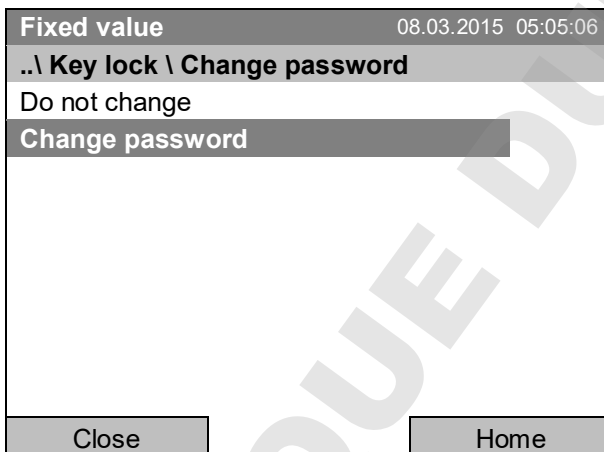 Fixed value 08.03.2015 05:05:06
..\ Key lock \ Change password
Do not change
Change password
Close Home